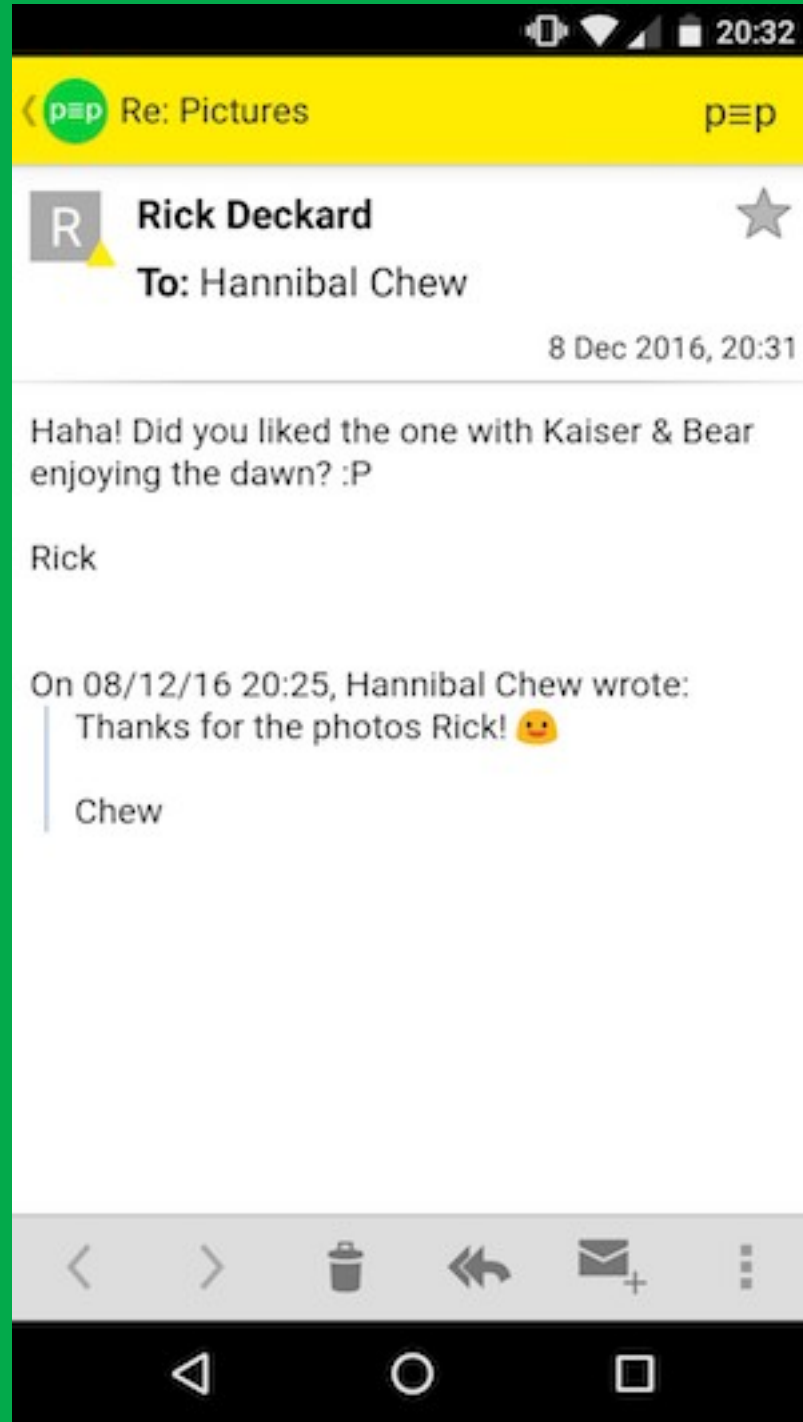 20:32
p≡p Re: Pictures p≡p
R Rick Deckard
To: Hannibal Chew
8 Dec 2016, 20:31
Haha! Did you liked the one with Kaiser & Bear
enjoying the dawn? :P
Rick
On 08/12/16 20:25, Hannibal Chew wrote:
Thanks for the photos Rick! 🙂
Chew